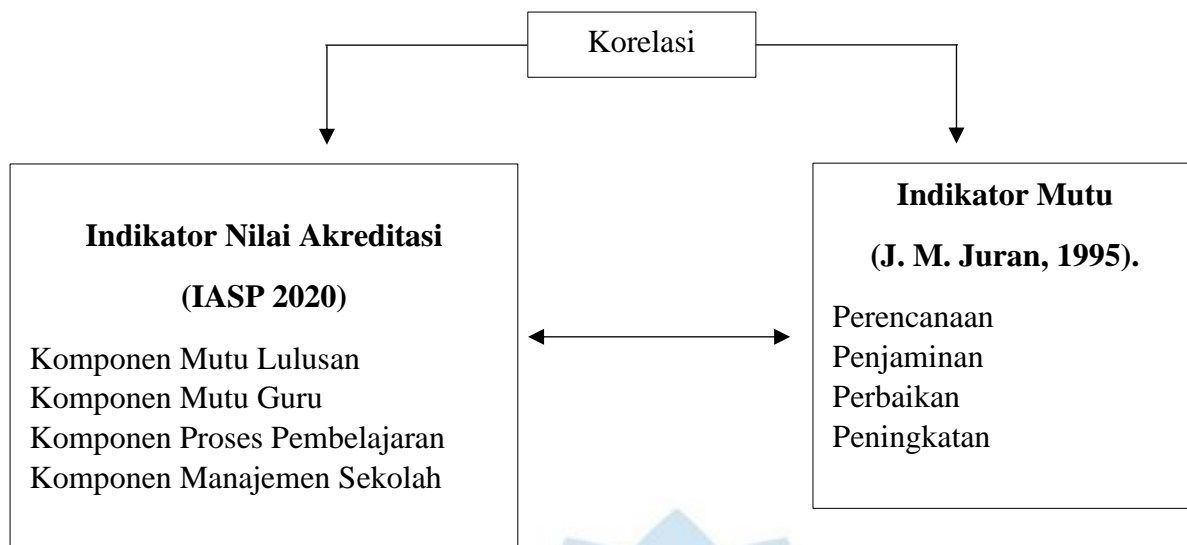 Korelasi
Indikator Nilai Akreditasi
(IASP 2020)
Komponen Mutu Lulusan
Komponen Mutu Guru
Komponen Proses Pembelajaran
Komponen Manajemen Sekolah
Indikator Mutu
(J. M. Juran, 1995).
Perencanaan
Penjaminan
Perbaikan
Peningkatan